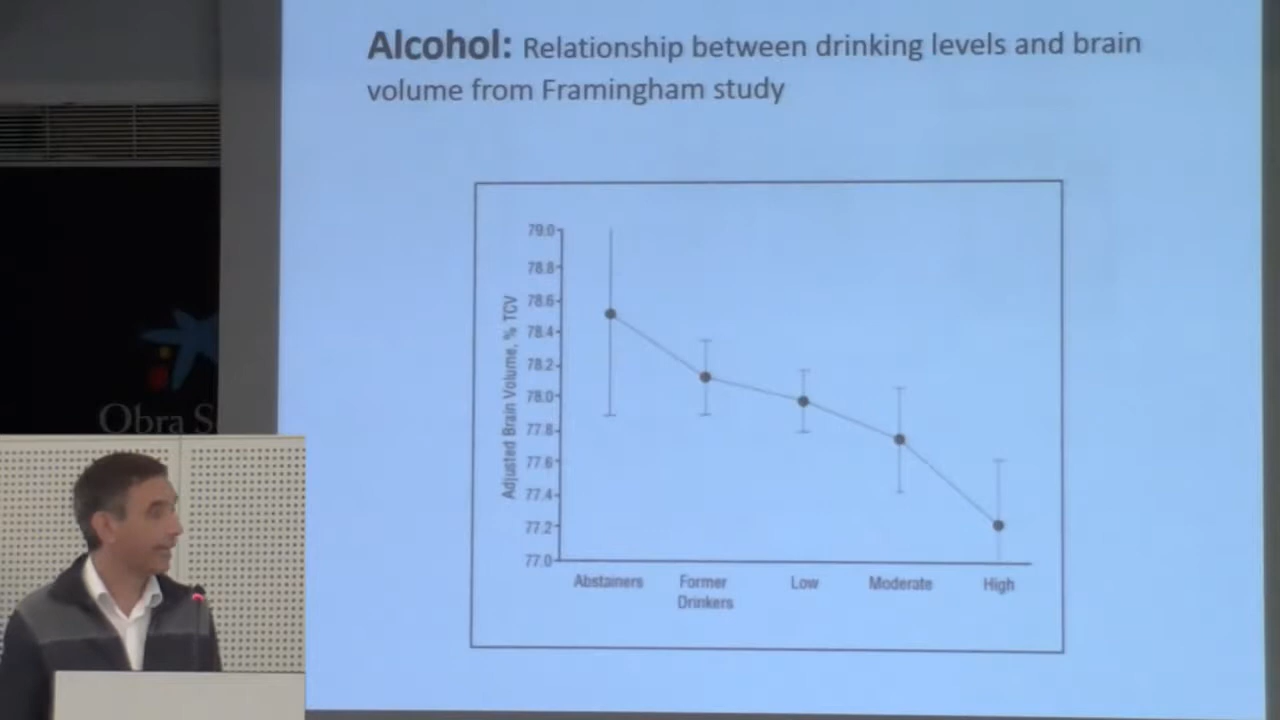 Alcohol: Relationship between drinking levels and brain
volume from Framingham study
79.0
78.8
78.6
78.4
78.2
78.0
77.8
77.6
77.4
77.2
77.0
Adjusted Brain Volume, % TCV
Abstainers
Former
Drinkers
Low
Moderate
High
Obra S